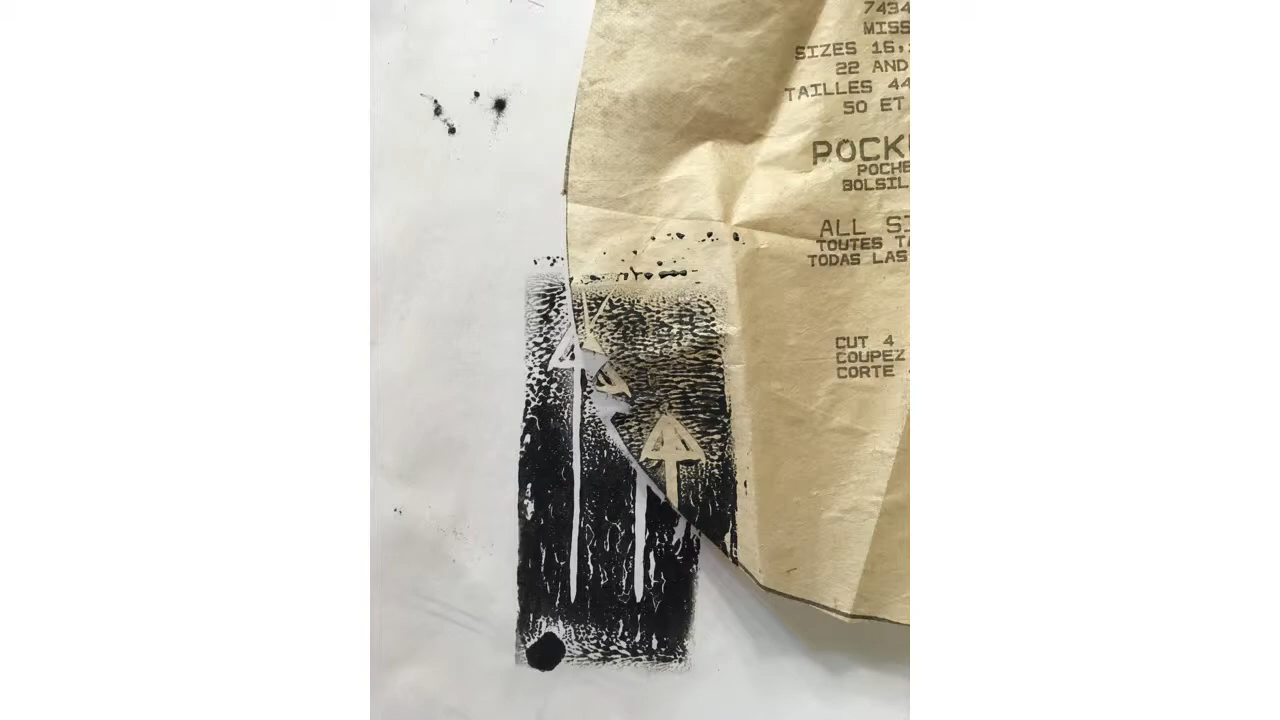 7434
MISS
SIZES 16,
22 AND
TAILLES 44
50 ET
POCK
POCHE
BOLSIL
ALL SI
TOUTES TA
TODAS LAS
CUT 4
COUPEZ
CORTE